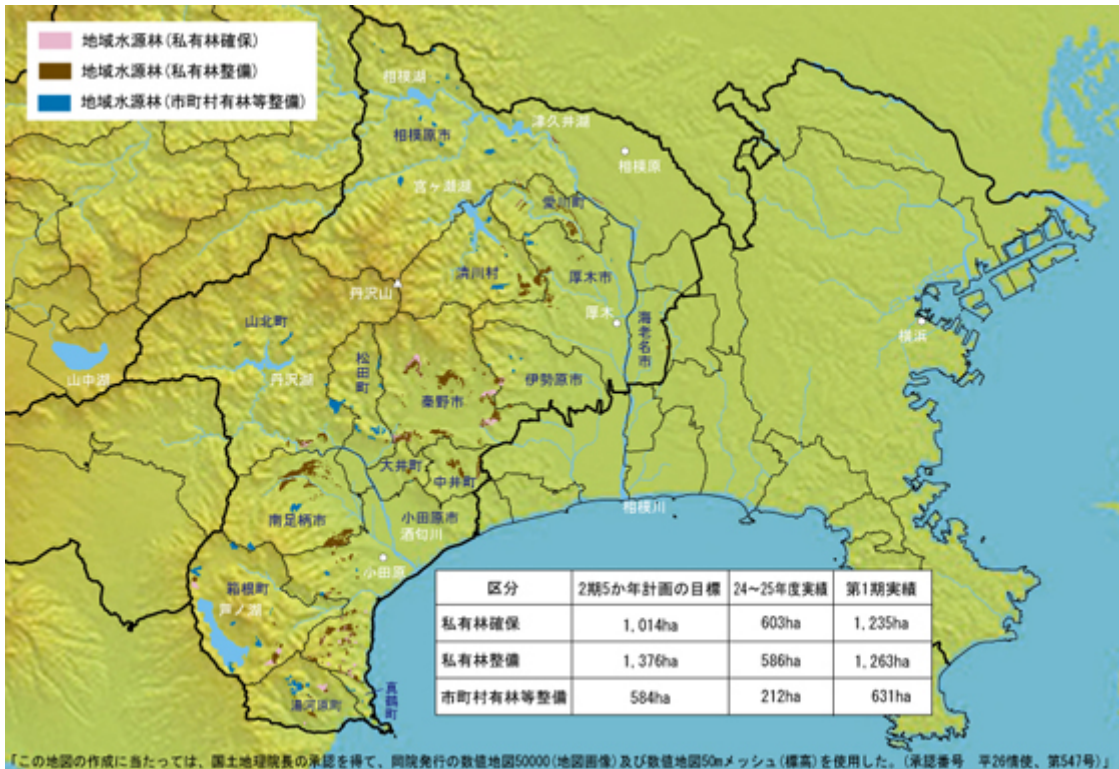 地域水源林(私有林確保)
地域水源林(私有林整備)
地域水源林(市町村有林等整備)
相模湖
津久井湖
相模原市
相模原
宮ヶ瀬湖
愛川町
清川村
厚木市
丹沢山
山北町
厚木
海老名市
横浜
松田町
山中湖
丹沢湖
伊勢原市
秦野市
大井町
中井町
相模川
南足柄市
小田原市
酒匂川
小田原
箱根町
芦ノ湖
真鶴町
湯河原町
区分 2期5か年計画の目標 24~25年度実績 第1期実績
私有林確保 1,014ha 603ha 1,235ha
私有林整備 1,376ha 586ha 1,263ha
市町村有林等整備 584ha 212ha 631ha
「この地図の作成に当たっては、国土地理院長の承認を得て、同院発行の数値地図50000(地図画像)及び数値地図50mメッシュ(標高)を使用した。(承認番号 平26情使、第547号)」